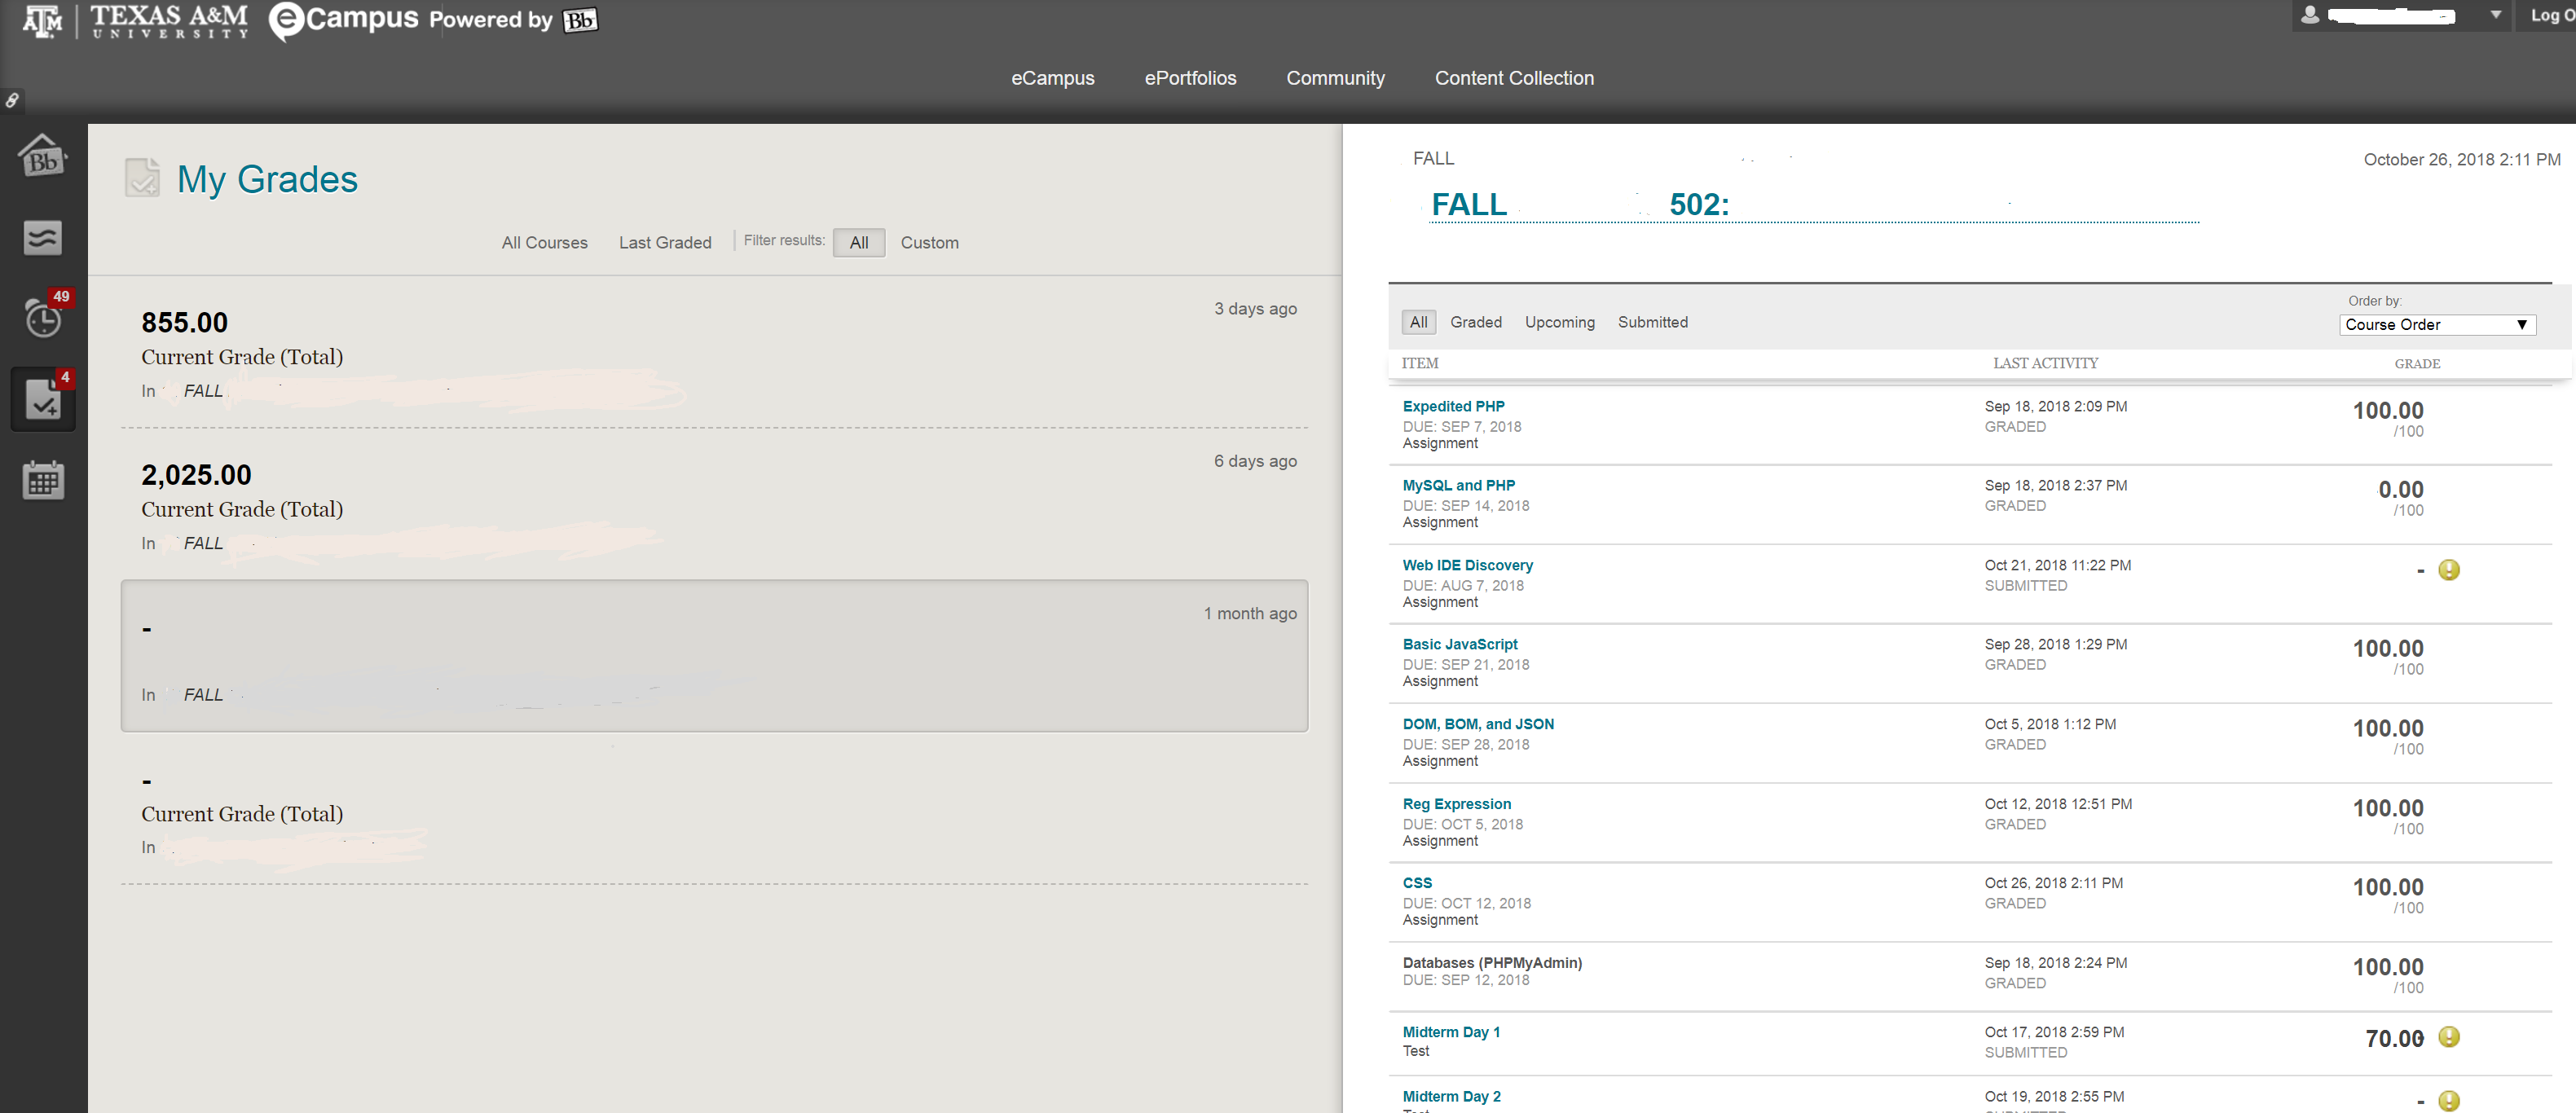 TEXAS A&M
UNIVERSITY
eCampus Powered by Bb
Log O
eCampus ePortfolios Community Content Collection
Bb
49
4
My Grades
All Courses Last Graded Filter results: All Custom
855.00
3 days ago
Current Grade (Total)
In FALL
2,025.00
6 days ago
Current Grade (Total)
In FALL
-
1 month ago
In FALL
-
Current Grade (Total)
In
FALL
October 26, 2018 2:11 PM
FALL 502:
All Graded Upcoming Submitted
Order by:
Course Order
ITEM LAST ACTIVITY GRADE
Expedited PHP Sep 18, 2018 2:09 PM 100.00
DUE: SEP 7, 2018 GRADED /100
Assignment
MySQL and PHP Sep 18, 2018 2:37 PM 0.00
DUE: SEP 14, 2018 GRADED /100
Assignment
Web IDE Discovery Oct 21, 2018 11:22 PM -
DUE: AUG 7, 2018 SUBMITTED
Assignment
Basic JavaScript Sep 28, 2018 1:29 PM 100.00
DUE: SEP 21, 2018 GRADED /100
Assignment
DOM, BOM, and JSON Oct 5, 2018 1:12 PM 100.00
DUE: SEP 28, 2018 GRADED /100
Assignment
Reg Expression Oct 12, 2018 12:51 PM 100.00
DUE: OCT 5, 2018 GRADED /100
Assignment
CSS Oct 26, 2018 2:11 PM 100.00
DUE: OCT 12, 2018 GRADED /100
Assignment
Databases (PHPMyAdmin) Sep 18, 2018 2:24 PM 100.00
DUE: SEP 12, 2018 GRADED /100
Midterm Day 1 Oct 17, 2018 2:59 PM 70.00
Test SUBMITTED
Midterm Day 2 Oct 19, 2018 2:55 PM -